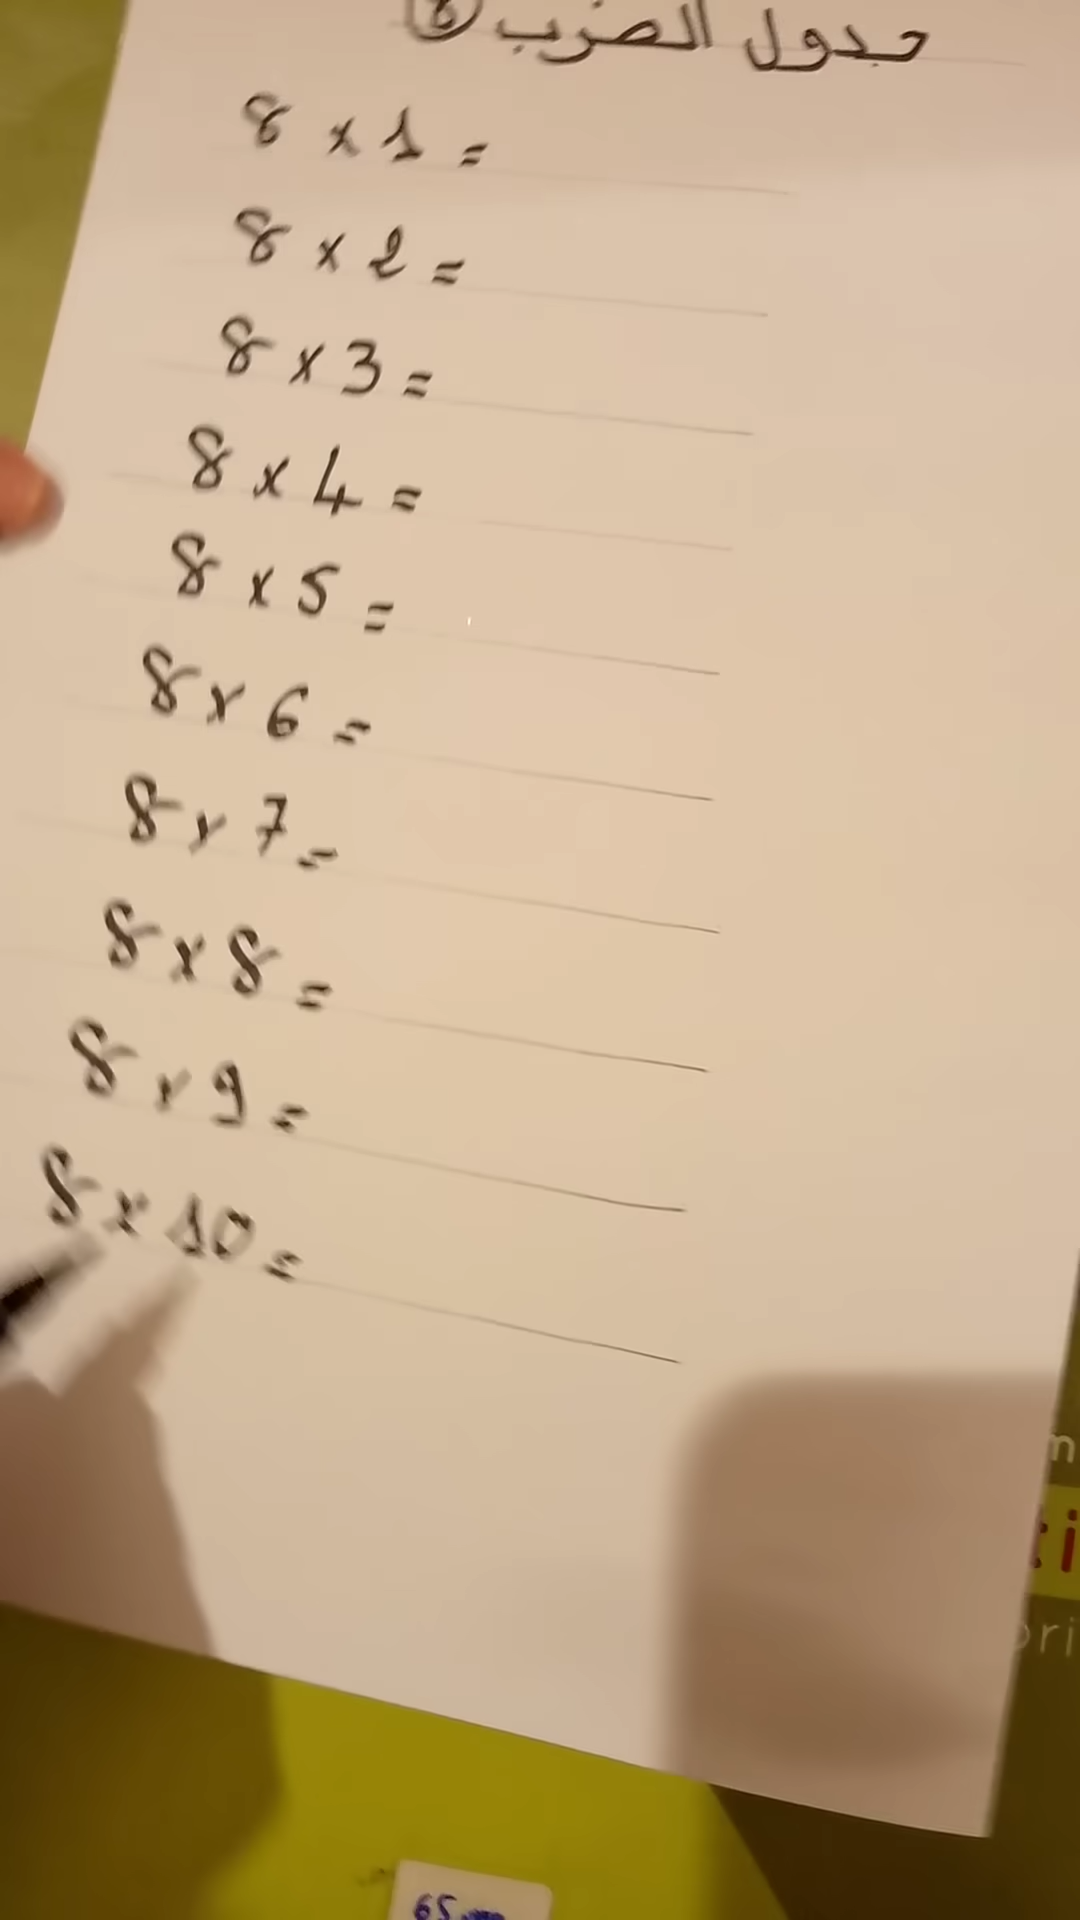 جدول الضرب 8
8 x 1 =
8 x 2 =
8 x 3 =
8 x 4 =
8 x 5 =
8 x 6 =
8 x 7 =
8 x 8 =
8 x 9 =
8 x 10 =
65